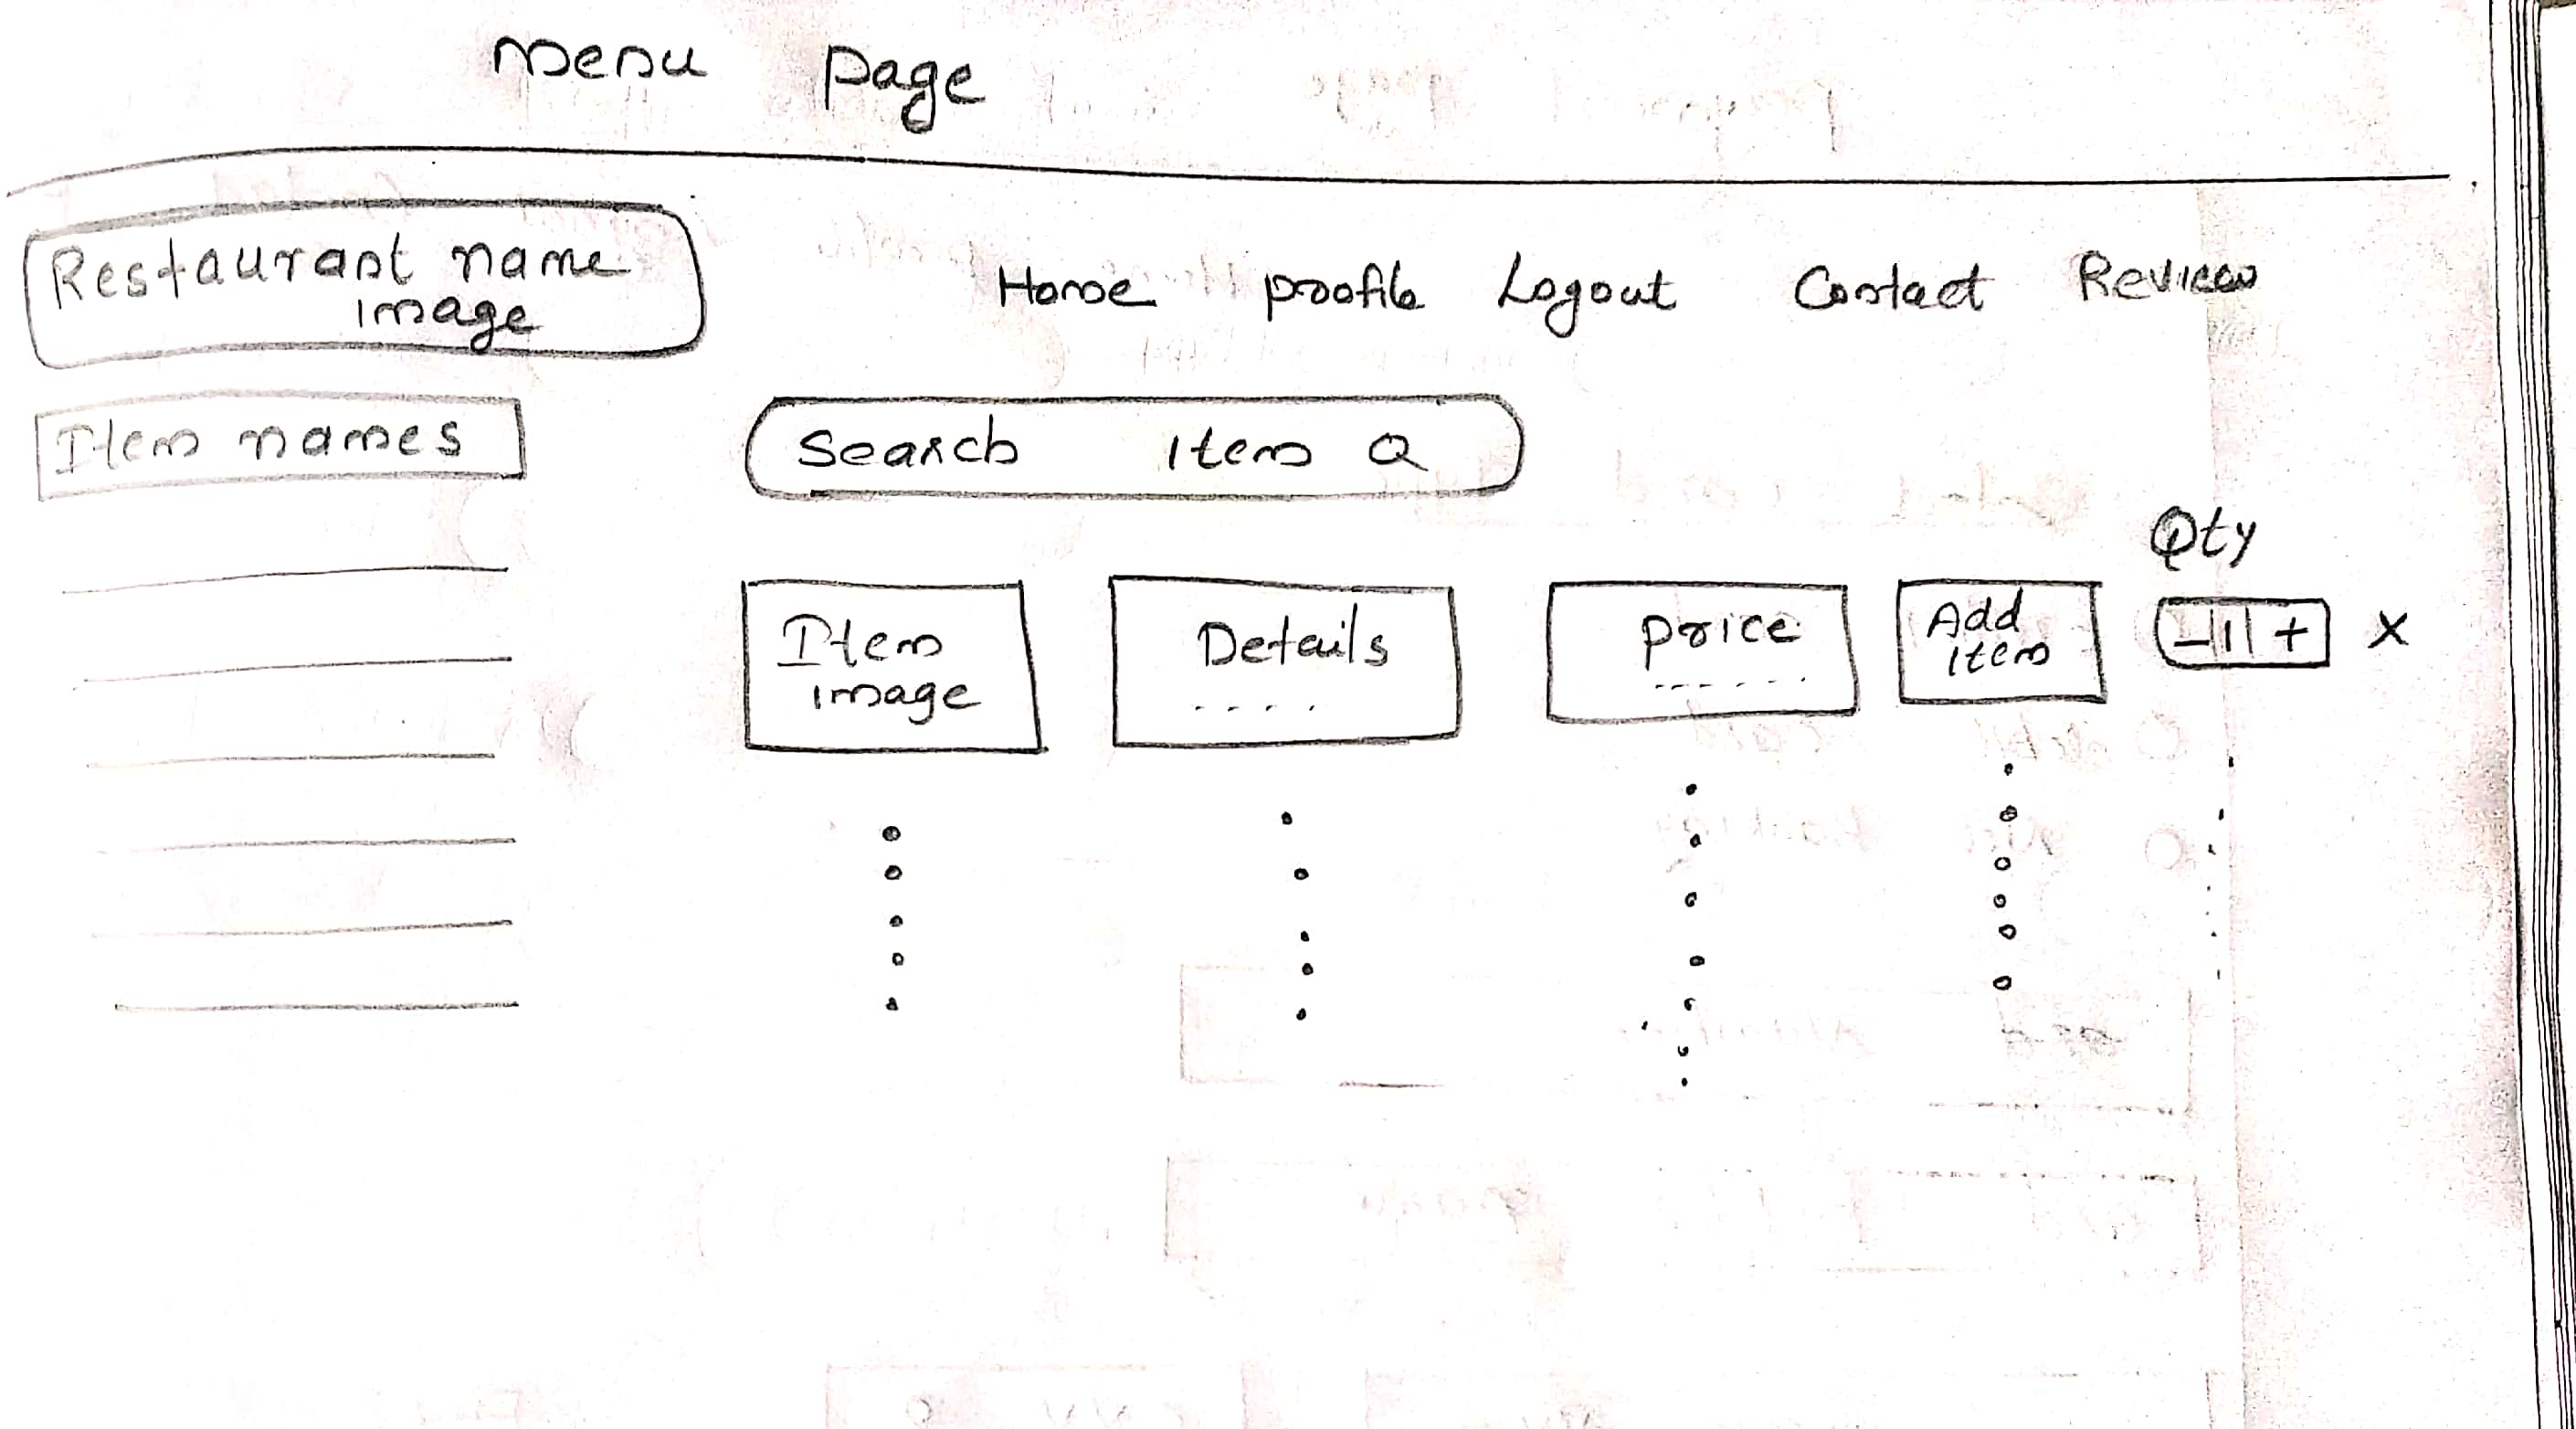 Menu Page
Restaurant name
image
Home profile Logout Contact Review
Item names
Search Item Q
Qty
Item
image
Details
price
Add
item
- 1 +
X